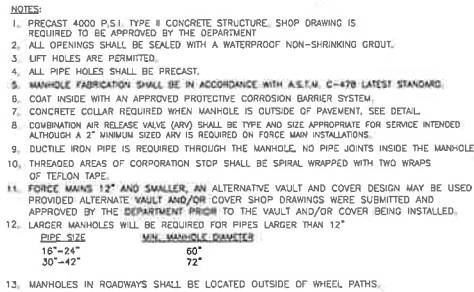 NOTES:
1. PRECAST 4000 P.S.I. TYPE II CONCRETE STRUCTURE. SHOP DRAWING IS
REQUIRED TO BE APPROVED BY THE DEPARTMENT
2. ALL OPENINGS SHALL BE SEALED WITH A WATERPROOF NON-SHRINKING GROUT.
3. LIFT HOLES ARE PERMITTED.
4. ALL PIPE HOLES SHALL BE PRECAST.
5. MANHOLE FABRICATION SHALL BE IN ACCORDANCE WITH A.S.T.M. C-478 LATEST STANDARD.
6. COAT INSIDE WITH AN APPROVED PROTECTIVE CORROSION BARRIER SYSTEM.
7. CONCRETE COLLAR REQUIRED WHEN MANHOLE IS OUTSIDE OF PAVEMENT, SEE DETAIL
8. COMBINATION AIR RELEASE VALVE (ARV) SHALL BE TYPE AND SIZE APPROPRIATE FOR SERVICE INTENDED
ALTHOUGH A 2" MINIMUM SIZED ARV IS REQUIRED ON FORCE MAIN INSTALLATIONS.
9. DUCTILE IRON PIPE IS REQUIRED THROUGH THE MANHOLE, NO PIPE JOINTS INSIDE THE MANHOLE
10. THREADED AREAS OF CORPORATION STOP SHALL BE SPIRAL WRAPPED WITH TWO WRAPS
OF TEFLON TAPE.
11. FORCE MAINS 12" AND SMALLER, AN ALTERNATIVE VAULT AND COVER DESIGN MAY BE USED
PROVIDED ALTERNATE VAULT AND/OR COVER SHOP DRAWINGS WERE SUBMITTED AND
APPROVED BY THE DEPARTMENT PRIOR TO THE VAULT AND/OR COVER BEING INSTALLED.
12. LARGER MANHOLES WILL BE REQUIRED FOR PIPES LARGER THAN 12"
PIPE SIZE MIN. MANHOLE DIAMETER
16"-24" 60"
30"-42" 72"
13. MANHOLES IN ROADWAYS SHALL BE LOCATED OUTSIDE OF WHEEL PATHS.